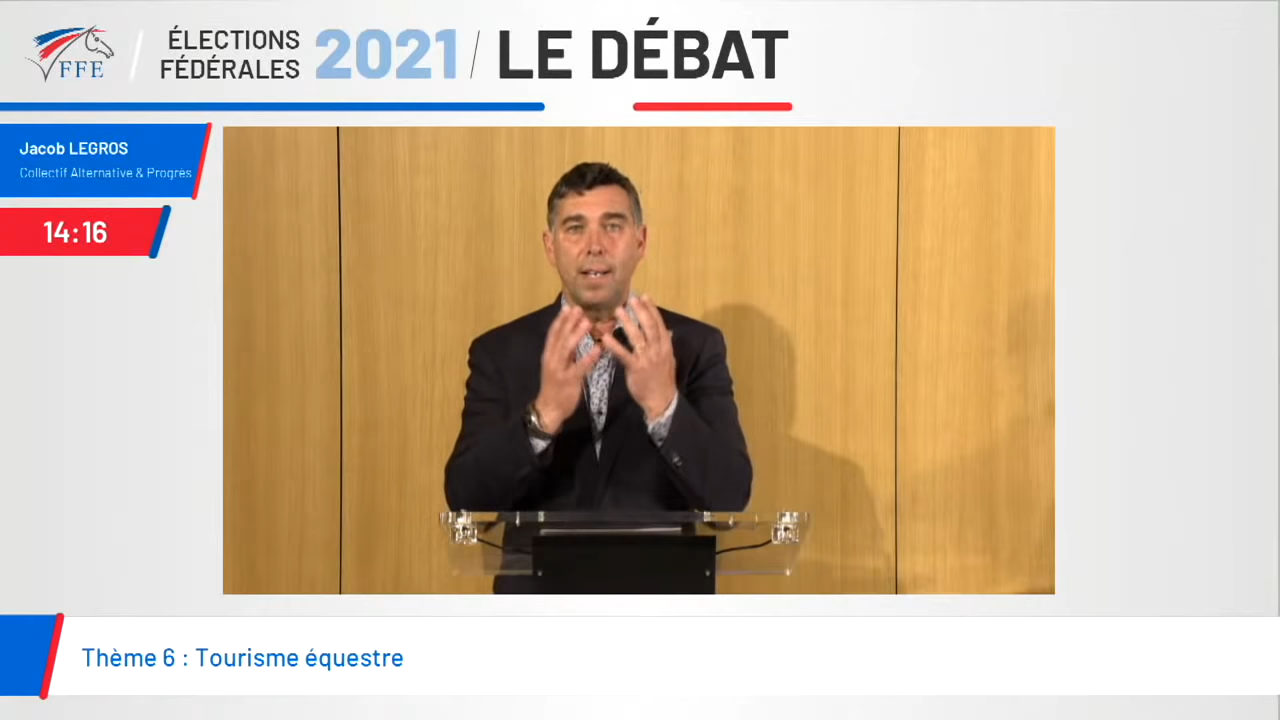 FFE
ÉLECTIONS
FÉDÉRALES
2021 / LE DÉBAT
Jacob LEGROS
Collectif Alternative & Progrès
14:16
Thème 6 : Tourisme équestre